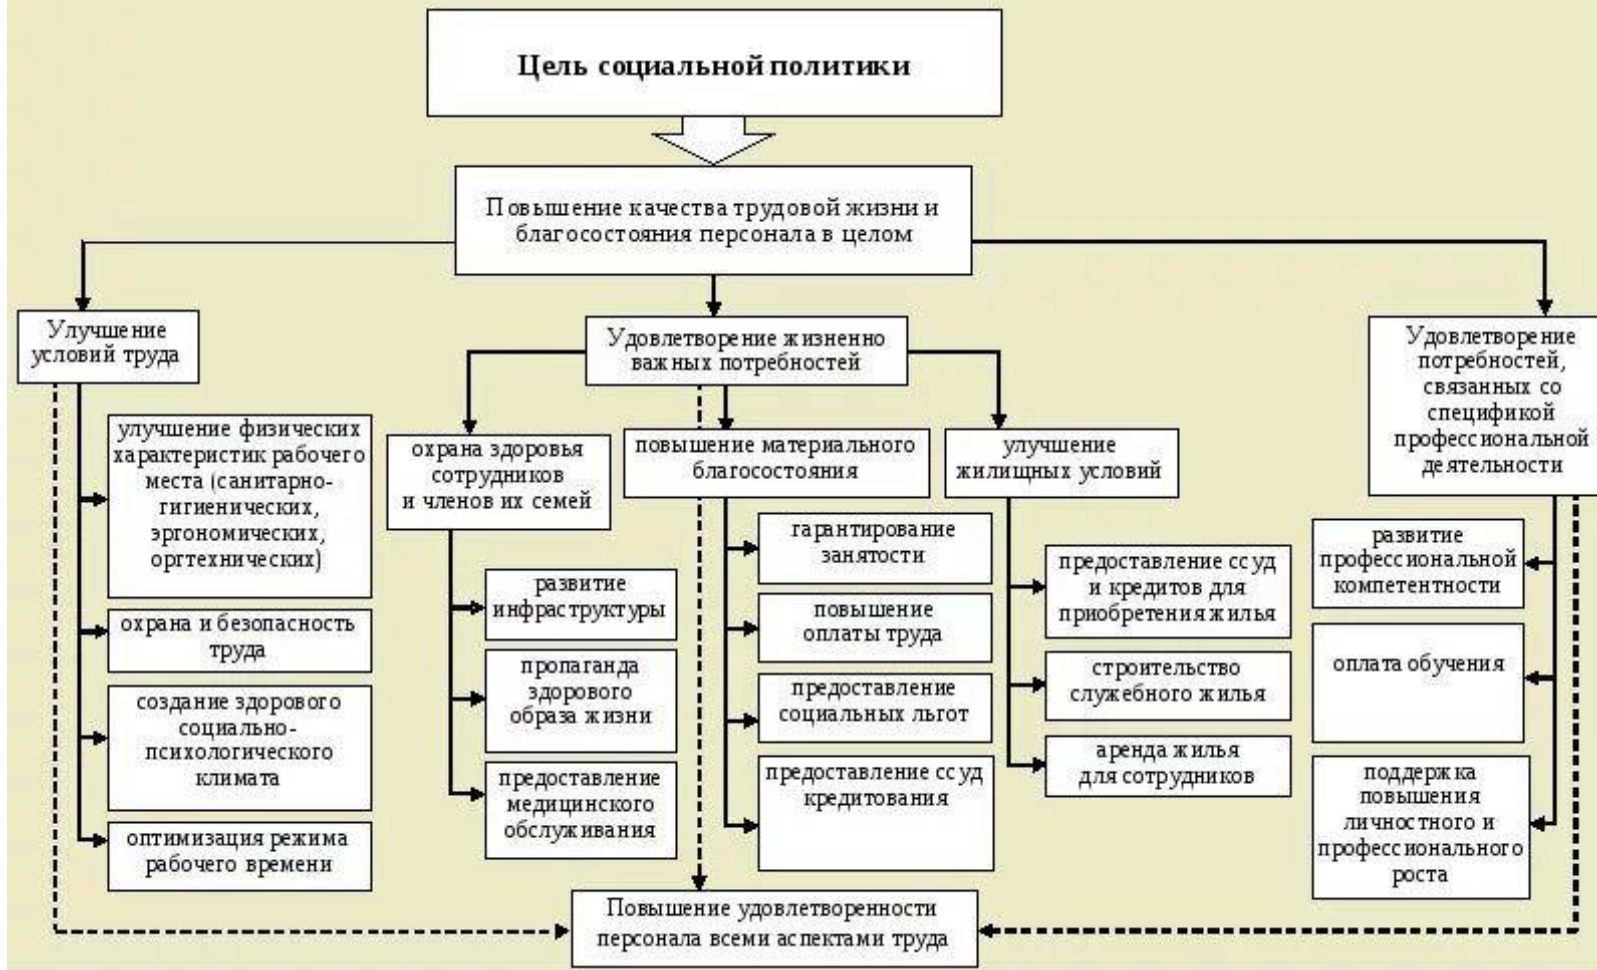 Цель социальной политики
Повышение качества трудовой жизни и
благосостояния персонала в целом
Улучшение
условий труда
улучшение физических
характеристик рабочего
места (санитарно-
гигиенических,
эргономических,
оргтехнических)
охрана и безопасность
труда
создание здорового
социально-
психологического
климата
оптимизация режима
рабочего времени
Удовлетворение жизненно
важных потребностей
охрана здоровья
сотрудников
и членов их семей
развитие
инфраструктуры
пропаганда
здорового
образа жизни
предоставление
медицинского
обслуживания
повышение материального
благосостояния
гарантирование
занятости
повышение
оплаты труда
предоставление
социальных льгот
предоставление ссуд
кредитования
улучшение
жилищных условий
предоставление ссуд
и кредитов для
приобретения жилья
строительство
служебного жилья
аренда жилья
для сотрудников
Удовлетворение
потребностей,
связанных со
спецификой
профессиональной
деятельности
развитие
профессиональной
компетентности
оплата обучения
поддержка
повышения
личностного и
профессионального
роста
Повышение удовлетворенности
персонала всеми аспектами труда